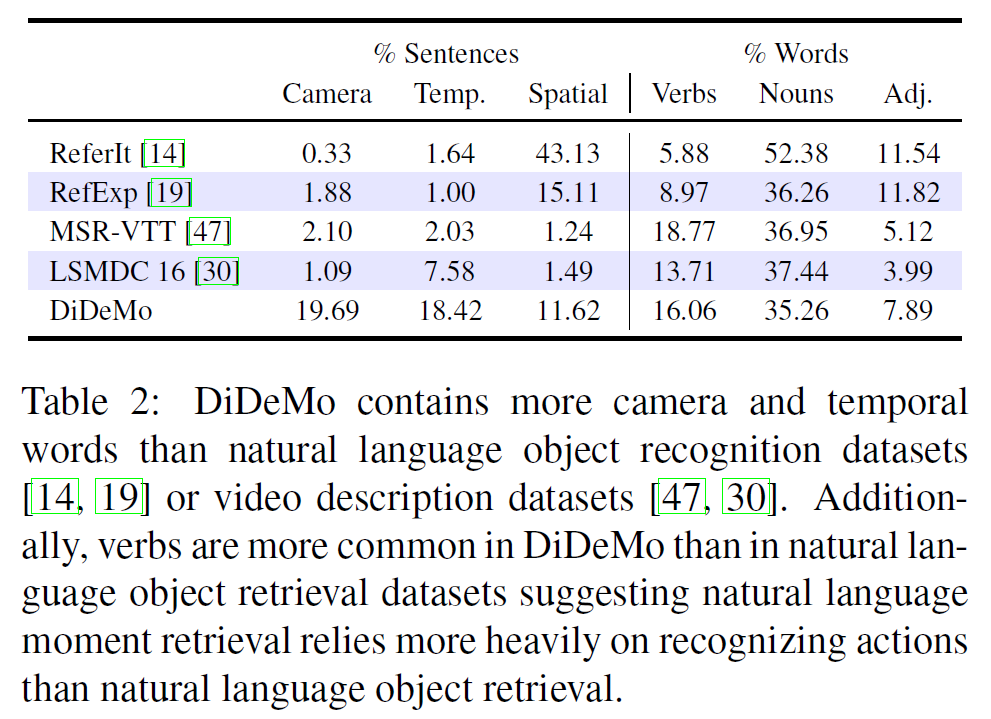 % Sentences % Words
Camera Temp. Spatial Verbs Nouns Adj.
ReferIt [14] 0.33 1.64 43.13 5.88 52.38 11.54
RefExp [19] 1.88 1.00 15.11 8.97 36.26 11.82
MSR-VTT [47] 2.10 2.03 1.24 18.77 36.95 5.12
LSMDC 16 [30] 1.09 7.58 1.49 13.71 37.44 3.99
DiDeMo 19.69 18.42 11.62 16.06 35.26 7.89
Table 2: DiDeMo contains more camera and temporal
words than natural language object recognition datasets
[14, 19] or video description datasets [47, 30]. Addition-
ally, verbs are more common in DiDeMo than in natural lan-
guage object retrieval datasets suggesting natural language
moment retrieval relies more heavily on recognizing actions
than natural language object retrieval.